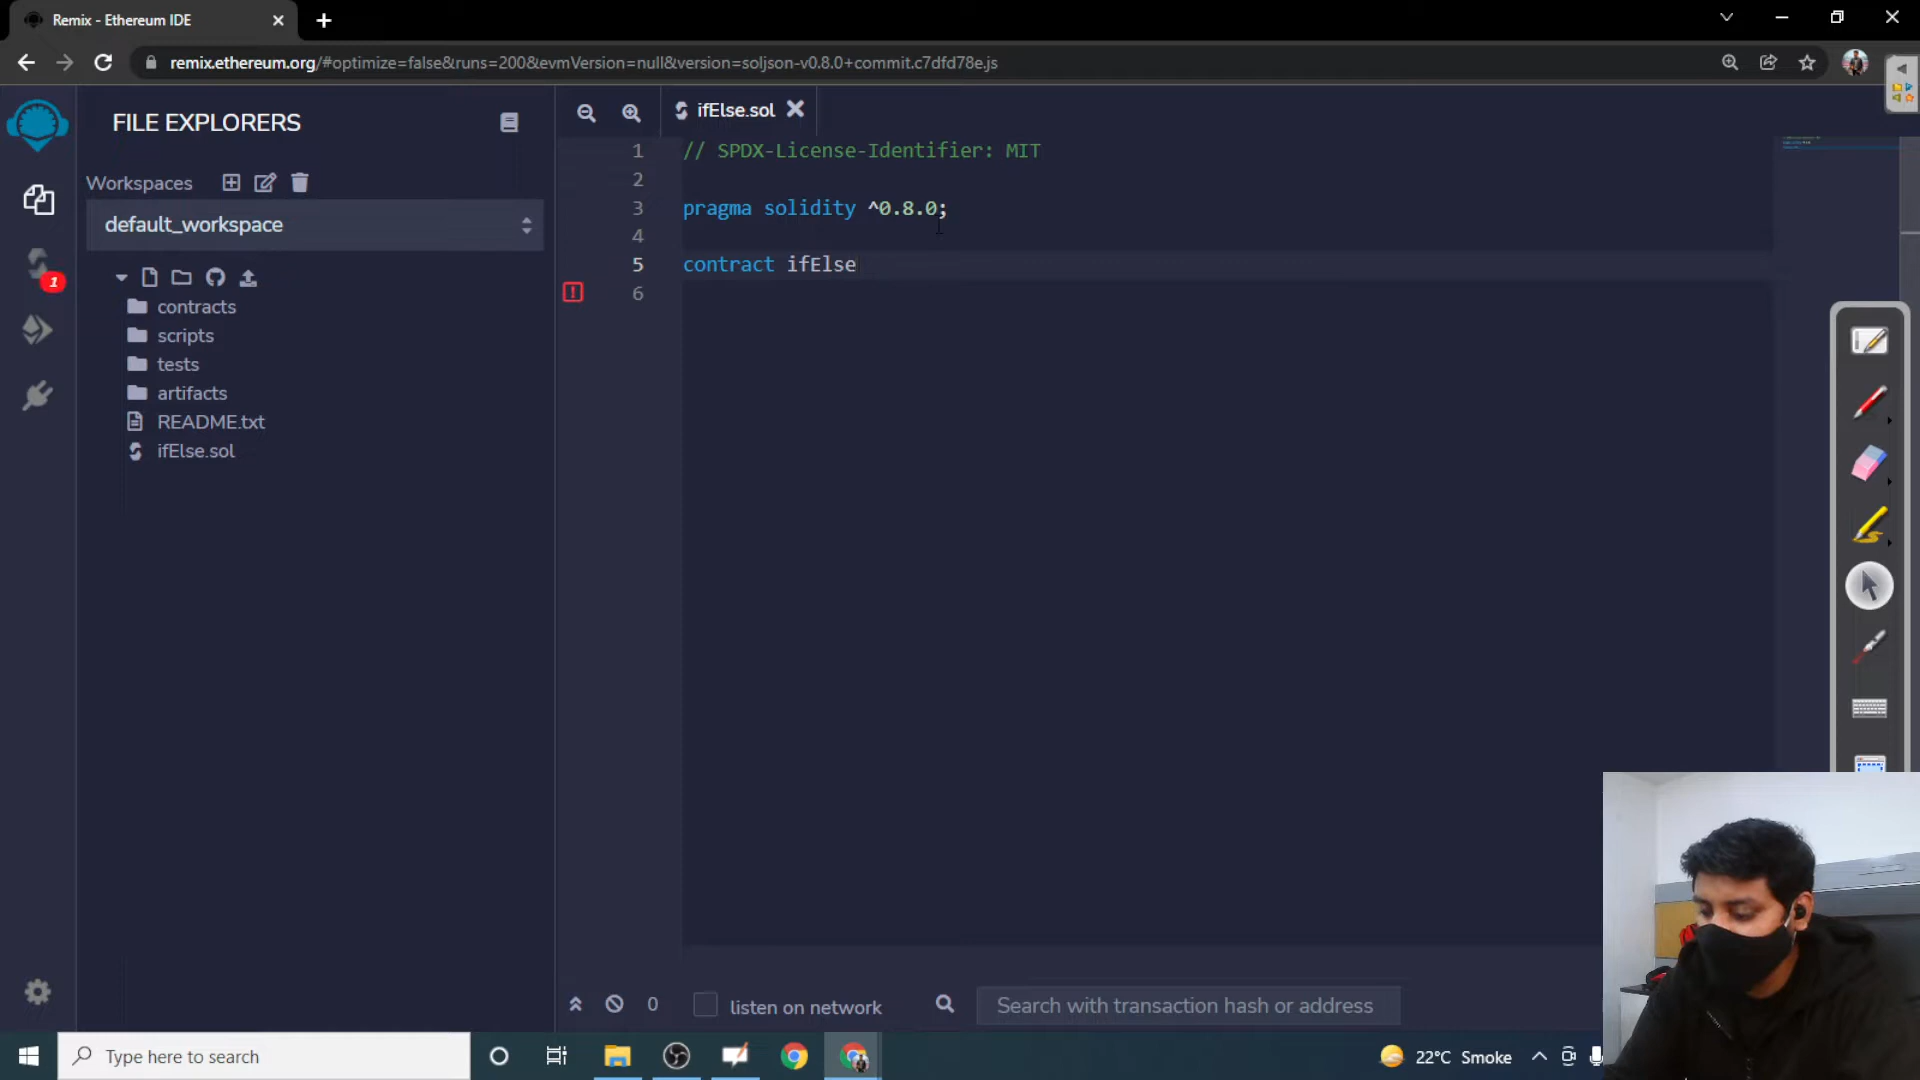 Remix - Ethereum IDE
remix.ethereum.org/#optimize=false&runs=200&evmVersion=null&version=soljson-v0.8.0+commit.c7dfd78e.js
FILE EXPLORERS
ifElse.sol
Workspaces
default_workspace
1
contracts
scripts
tests
artifacts
README.txt
ifElse.sol
1 // SPDX-License-Identifier: MIT
2
3 pragma solidity ^0.8.0;
4
5 contract ifElse
6
0
listen on network
Search with transaction hash or address
Type here to search
22°C Smoke